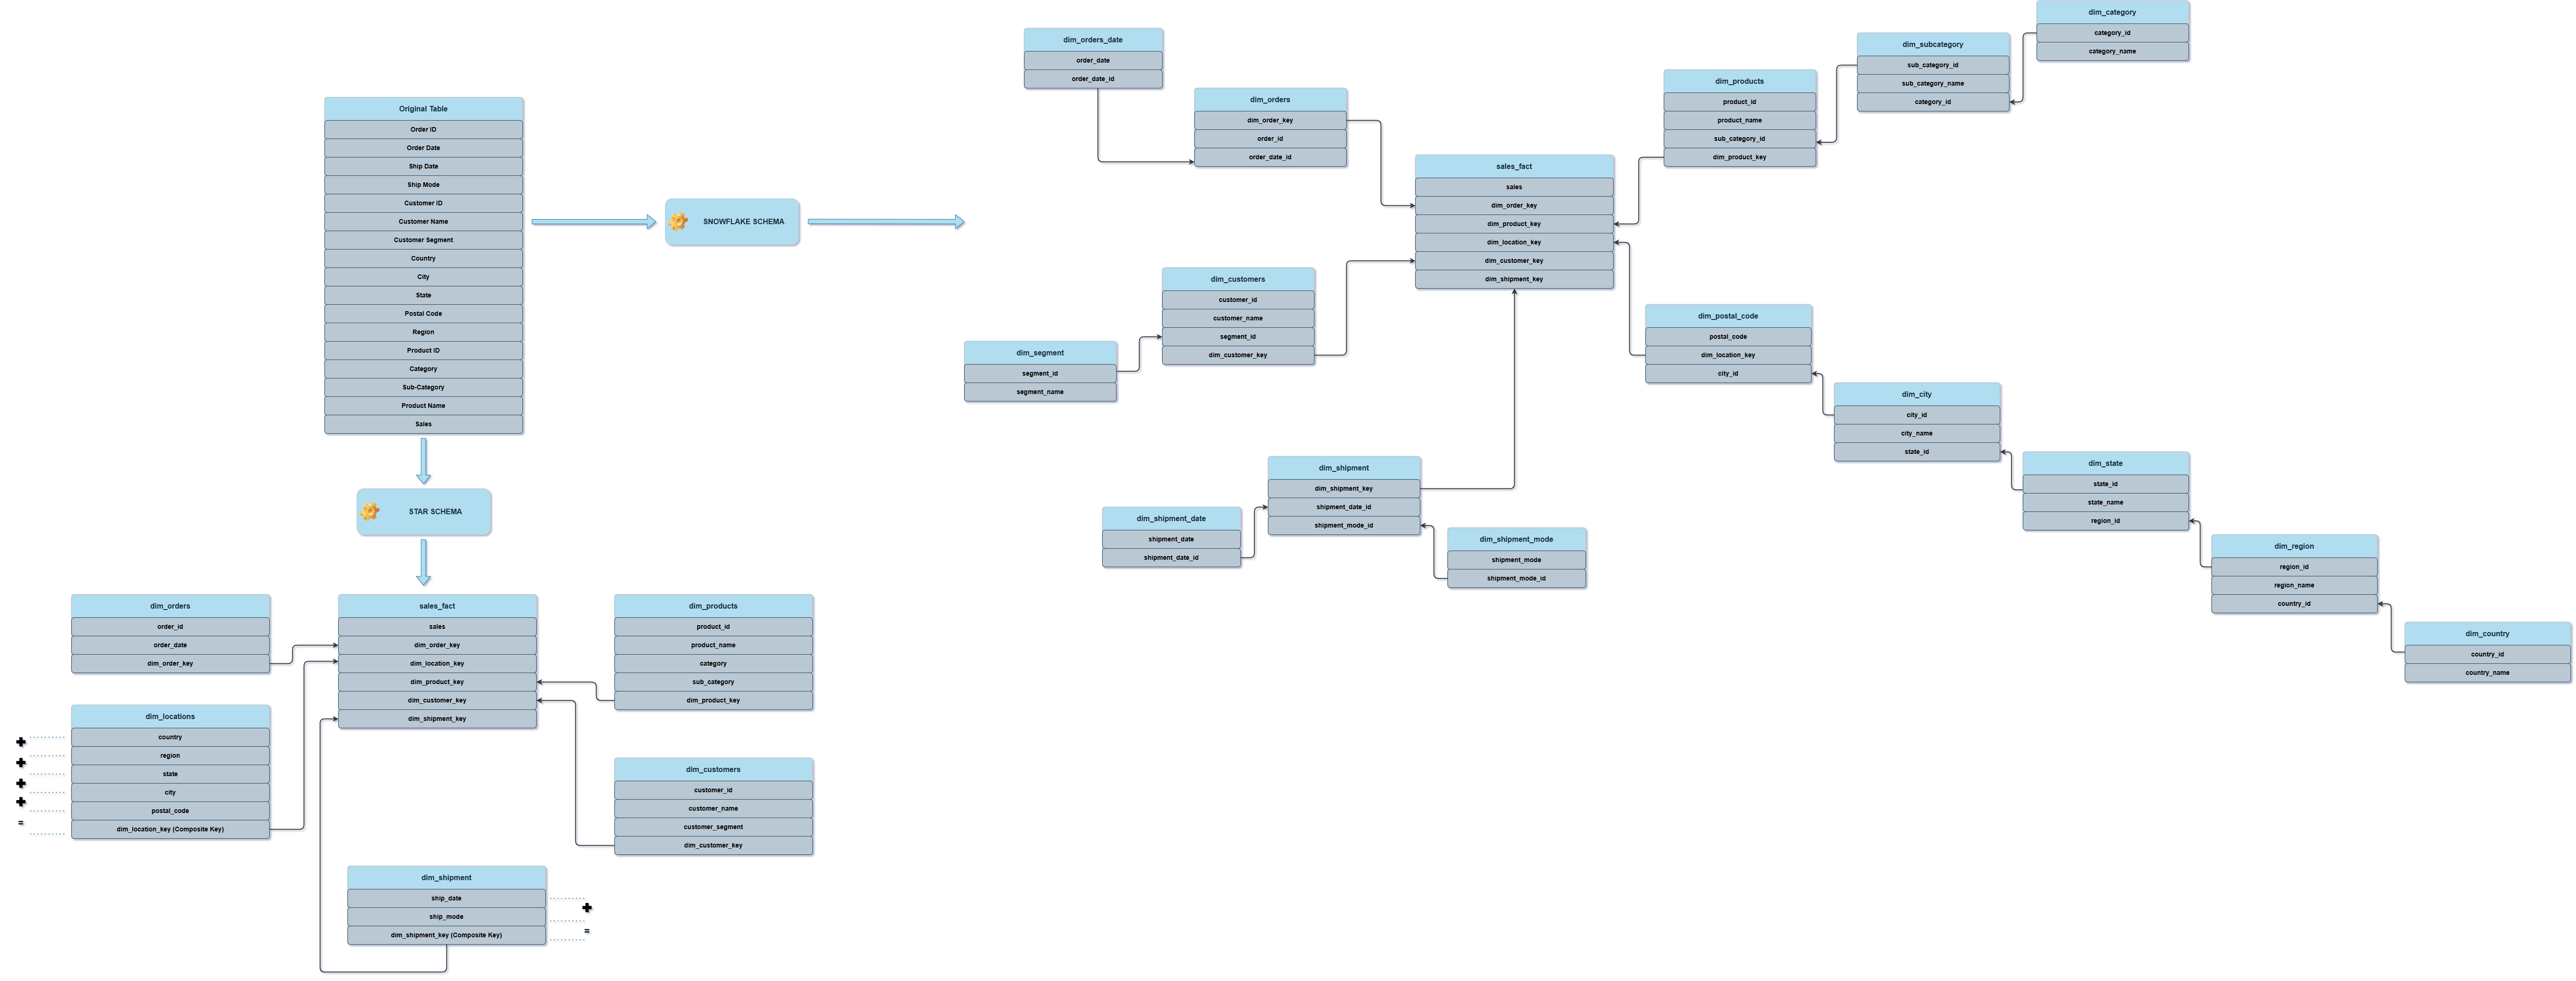 Original Table
Order ID
Order Date
Ship Date
Ship Mode
Customer ID
Customer Name
Customer Segment
Country
City
State
Postal Code
Region
Product ID
Category
Sub-Category
Product Name
Sales
SNOWFLAKE SCHEMA
dim_orders_date
order_date
order_date_id
dim_orders
dim_order_key
order_id
order_date_id
sales_fact
sales
dim_order_key
dim_product_key
dim_location_key
dim_customer_key
dim_shipment_key
dim_products
product_id
product_name
sub_category_id
dim_product_key
dim_subcategory
sub_category_id
sub_category_name
category_id
dim_category
category_id
category_name
dim_customers
customer_id
customer_name
segment_id
dim_customer_key
dim_segment
segment_id
segment_name
dim_postal_code
postal_code
dim_location_key
city_id
dim_city
city_id
city_name
state_id
dim_state
state_id
state_name
region_id
dim_region
region_id
region_name
country_id
dim_country
country_id
country_name
dim_shipment
dim_shipment_key
shipment_date_id
shipment_mode_id
dim_shipment_date
shipment_date
shipment_date_id
dim_shipment_mode
shipment_mode
shipment_mode_id
STAR SCHEMA
dim_orders
order_id
order_date
dim_order_key
sales_fact
sales
dim_order_key
dim_location_key
dim_product_key
dim_customer_key
dim_shipment_key
dim_products
product_id
product_name
category
sub_category
dim_product_key
dim_locations
country
region
state
city
postal_code
=
dim_location_key (Composite Key)
dim_customers
customer_id
customer_name
customer_segment
dim_customer_key
dim_shipment
ship_date
ship_mode
=
dim_shipment_key (Composite Key)